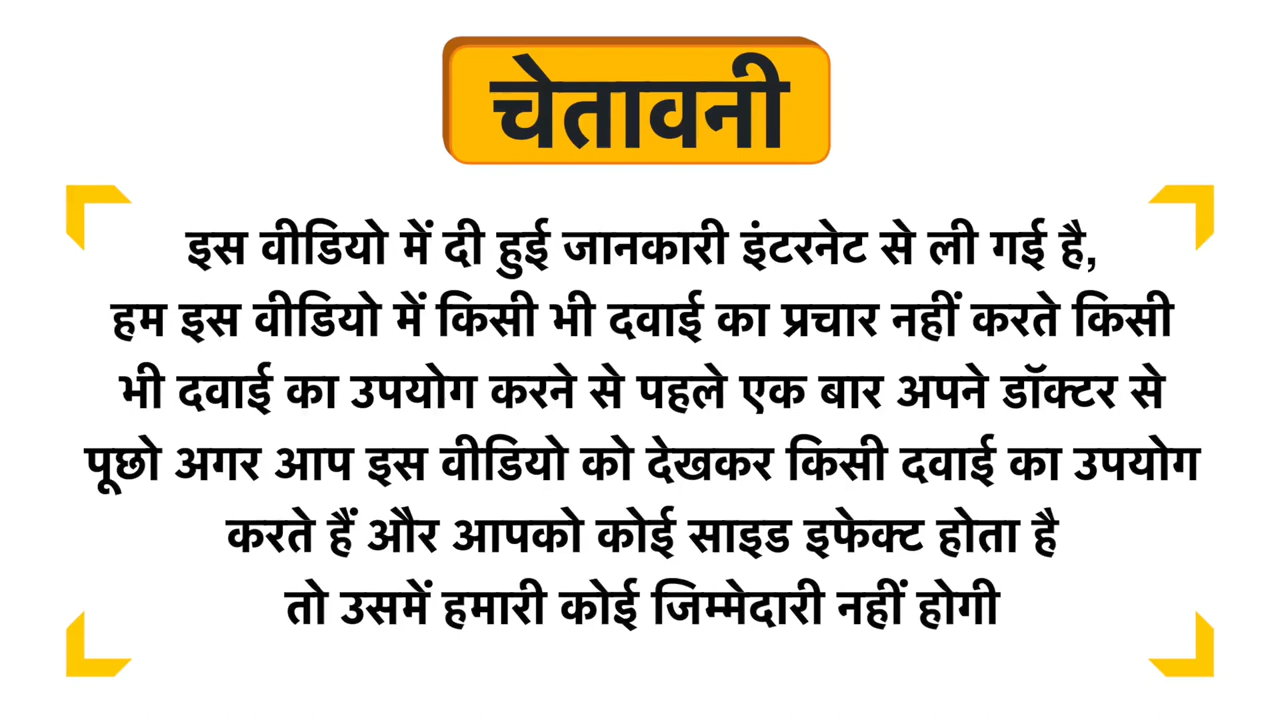 चेतावनी
इस वीडियो में दी हुई जानकारी इंटरनेट से ली गई है,
हम इस वीडियो में किसी भी दवाई का प्रचार नहीं करते किसी
भी दवाई का उपयोग करने से पहले एक बार अपने डॉक्टर से
पूछो अगर आप इस वीडियो को देखकर किसी दवाई का उपयोग
करते हैं और आपको कोई साइड इफेक्ट होता है
तो उसमें हमारी कोई जिम्मेदारी नहीं होगी